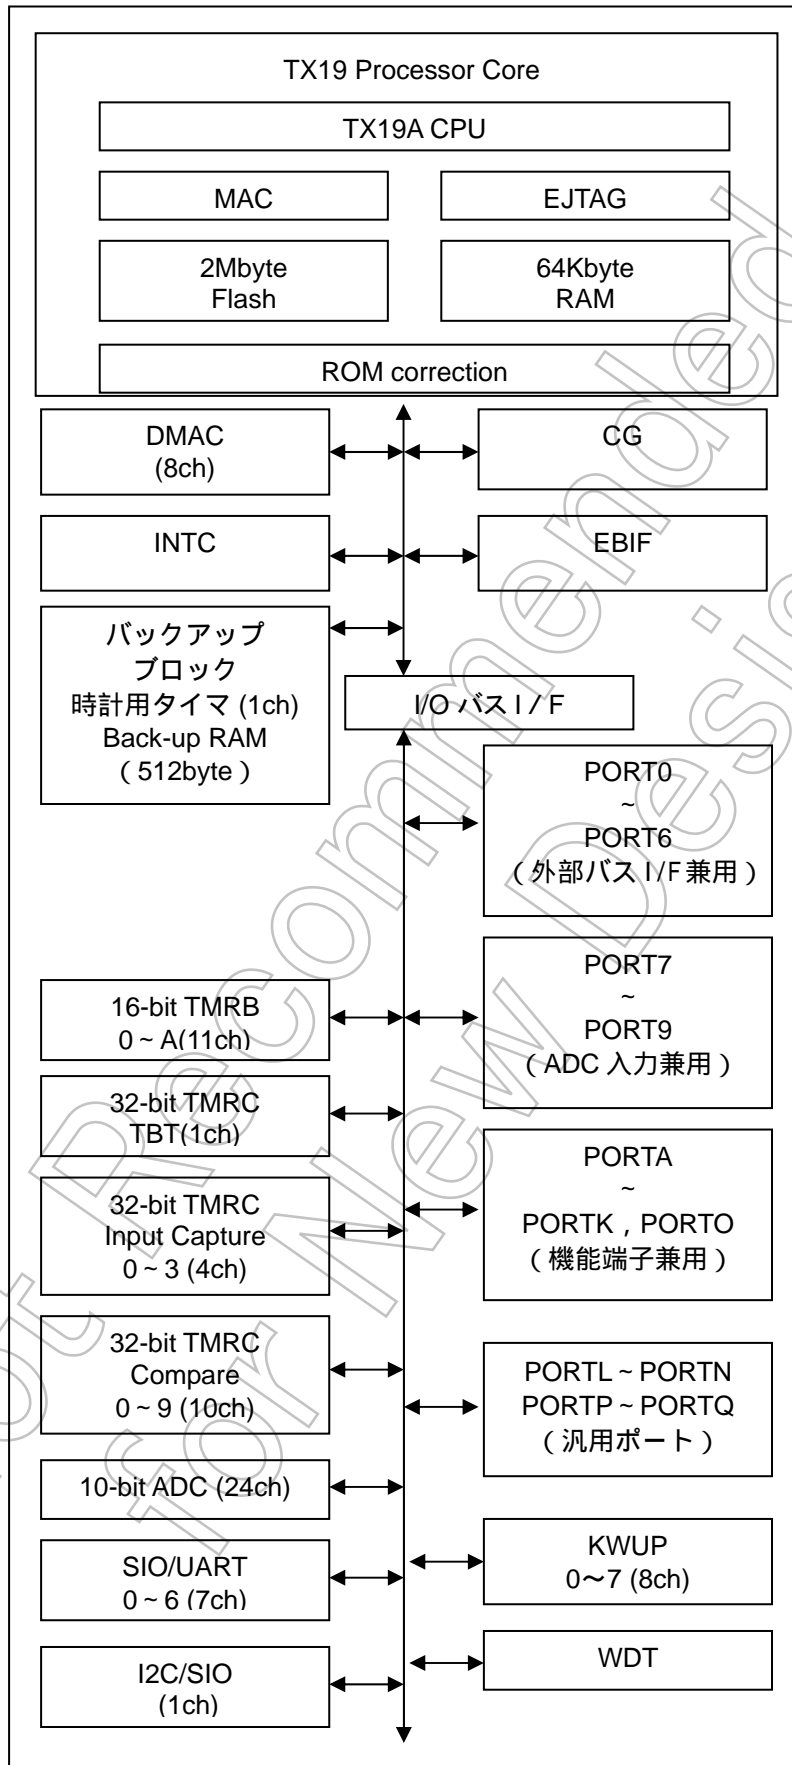 TX19 Processor Core
TX19A CPU
MAC
EJTAG
2Mbyte
Flash
64Kbyte
RAM
ROM correction
DMAC
(8ch)
CG
INTC
EBIF
バックアップ
ブロック
時計用タイマ (1ch)
Back-up RAM
（512byte）
I/O バス I / F
PORT0
~
PORT6
（外部バス I/F 兼用）
16-bit TMRB
0 ~ A(11ch)
PORT7
~
PORT9
（ADC 入力兼用）
32-bit TMRC
TBT(1ch)
32-bit TMRC
Input Capture
0 ~ 3 (4ch)
PORTA
~
PORTK , PORTO
（機能端子兼用）
32-bit TMRC
Compare
0 ~ 9 (10ch)
PORTL ~ PORTN
PORTP ~ PORTQ
（汎用ポート）
10-bit ADC (24ch)
SIO/UART
0 ~ 6 (7ch)
KWUP
0～7 (8ch)
I2C/SIO
(1ch)
WDT
Not Recommended
for New Design